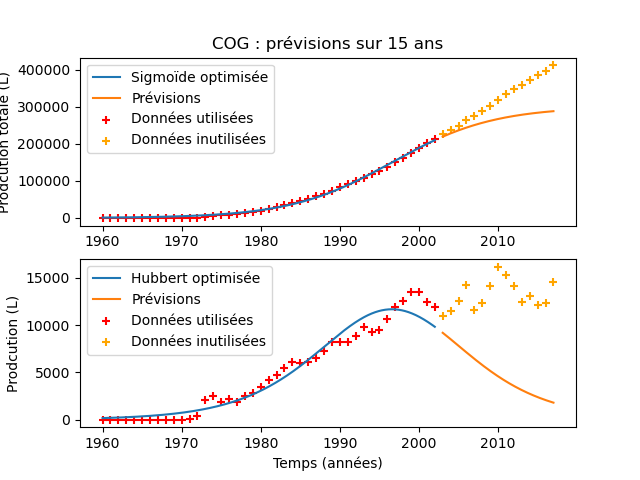 COG : prévisions sur 15 ans
Prodcution totale (L)
400000
300000
200000
100000
0
Sigmoïde optimisée
Prévisions
Données utilisées
Données inutilisées
1960 1970 1980 1990 2000 2010
Prodcution (L)
15000
10000
5000
0
Hubbert optimisée
Prévisions
Données utilisées
Données inutilisées
1960 1970 1980 1990 2000 2010
Temps (années)